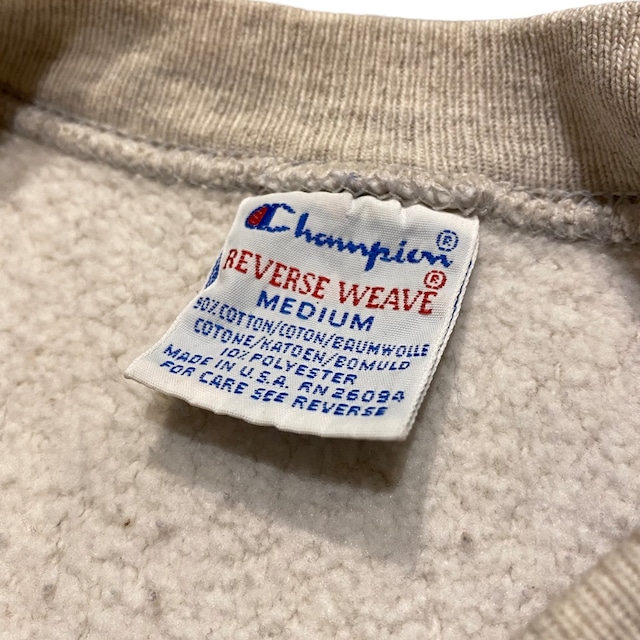 Champion®
REVERSE WEAVE®
MEDIUM
90% COTTON/COTON/BAUMWOLLE
COTONE/KATOEN/BOMULD
10% POLYESTER
MADE IN U.S.A. RN 26094
FOR CARE SEE REVERSE